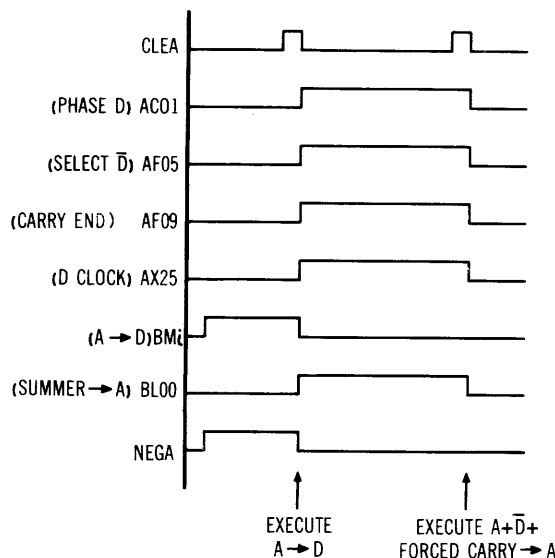 CLEA
(PHASE D) AC01
(SELECT D̅) AF05
(CARRY END) AF09
(D CLOCK) AX25
(A → D) BMi
(SUMMER → A) BL00
NEGA
EXECUTE
A → D
EXECUTE A+D̅+
FORCED CARRY → A